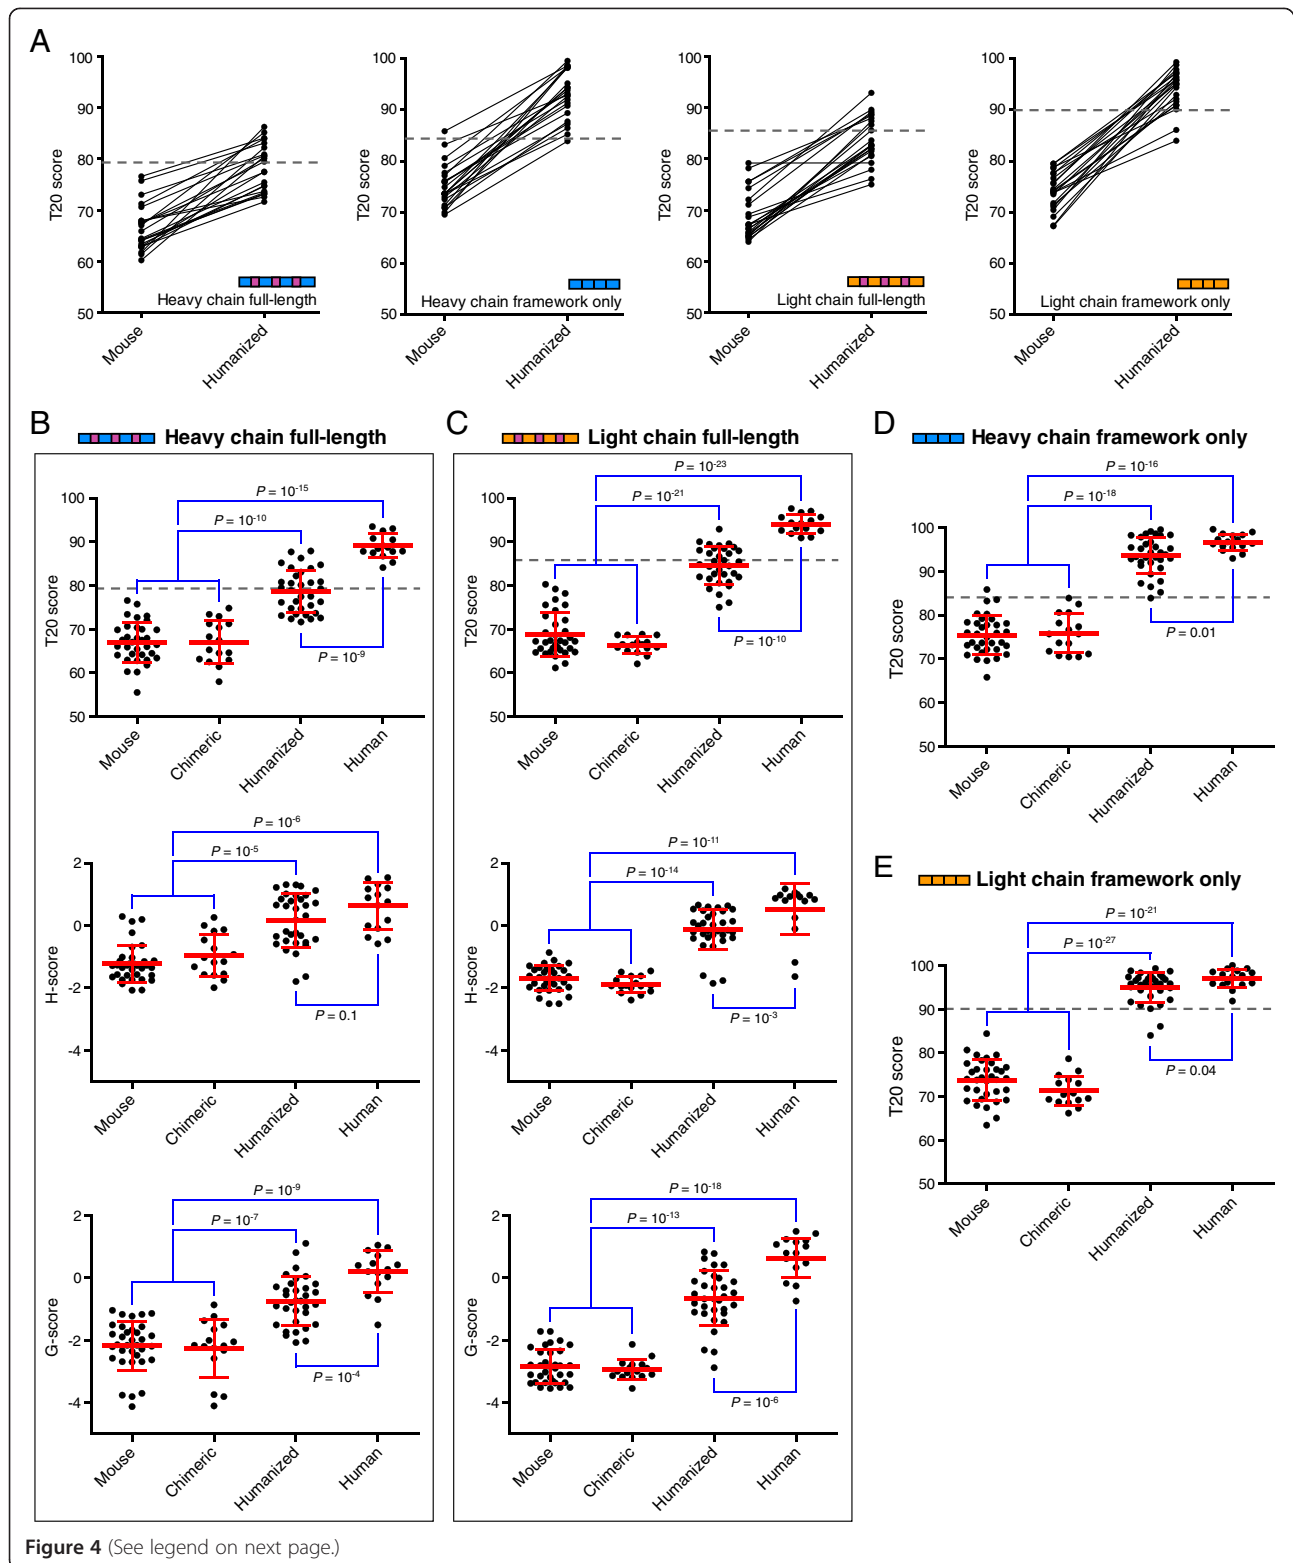 A
T20 score
100
90
80
70
60
50
Heavy chain full-length
Mouse
Humanized
T20 score
100
90
80
70
60
50
Heavy chain framework only
Mouse
Humanized
T20 score
100
90
80
70
60
50
Light chain full-length
Mouse
Humanized
T20 score
100
90
80
70
60
50
Light chain framework only
Mouse
Humanized
B
Heavy chain full-length
P = 10-15
P = 10-10
P = 10-9
T20 score
100
90
80
70
60
50
Mouse
Chimeric
Humanized
Human
P = 10-6
P = 10-5
P = 0.1
H-score
2
0
-2
-4
Mouse
Chimeric
Humanized
Human
P = 10-9
P = 10-7
P = 10-4
G-score
2
0
-2
-4
Mouse
Chimeric
Humanized
Human
C
Light chain full-length
P = 10-23
P = 10-21
P = 10-10
T20 score
100
90
80
70
60
50
Mouse
Chimeric
Humanized
Human
P = 10-11
P = 10-14
P = 10-3
H-score
2
0
-2
-4
Mouse
Chimeric
Humanized
Human
P = 10-18
P = 10-13
P = 10-6
G-score
2
0
-2
-4
Mouse
Chimeric
Humanized
Human
D
Heavy chain framework only
P = 10-16
P = 10-18
P = 0.01
T20 score
100
90
80
70
60
50
Mouse
Chimeric
Humanized
Human
E
Light chain framework only
P = 10-21
P = 10-27
P = 0.04
T20 score
100
90
80
70
60
50
Mouse
Chimeric
Humanized
Human
Figure 4 (See legend on next page.)